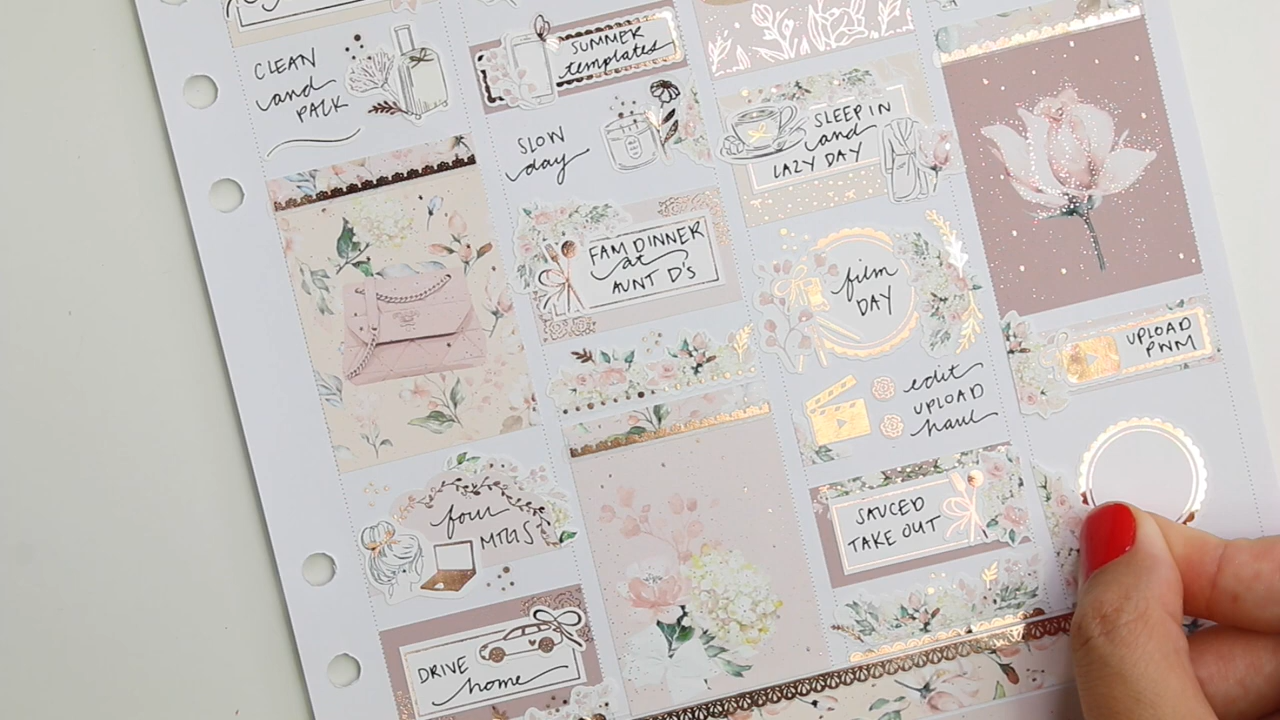 CLEAN
and
PACK
four
MTGS
DRIVE
home
SUMMER
templates
SLOW
day
FAM DINNER
at
AUNT D's
SLEEP IN
and
LAZY DAY
film
DAY
edit
UPLOAD
haul
SAUCED
TAKE OUT
UPLOAD
PWM